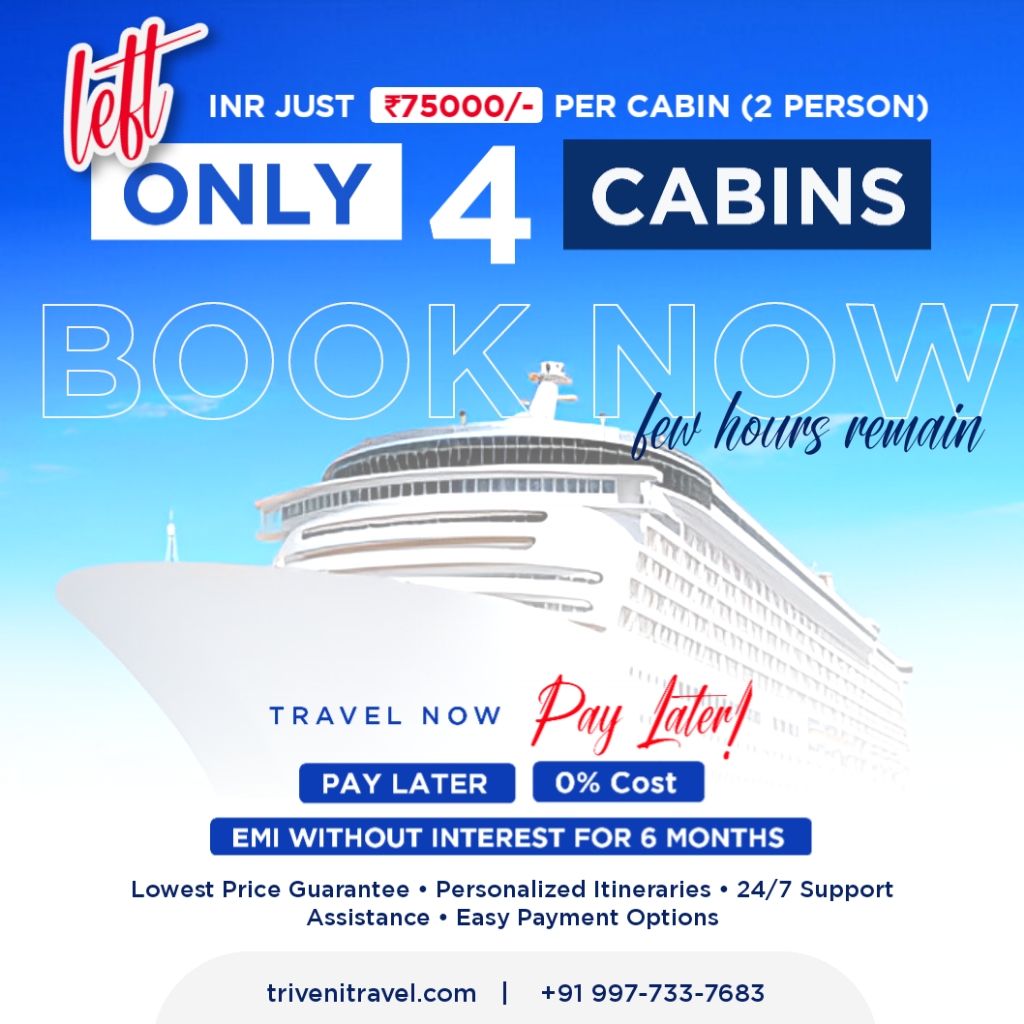 left
INR JUST ₹75000/- PER CABIN (2 PERSON)
ONLY 4 CABINS
BOOK NOW
few hours remain
TRAVEL NOW Pay Later!
PAY LATER 0% Cost
EMI WITHOUT INTEREST FOR 6 MONTHS
Lowest Price Guarantee • Personalized Itineraries • 24/7 Support
Assistance • Easy Payment Options
trivenitravel.com | +91 997-733-7683